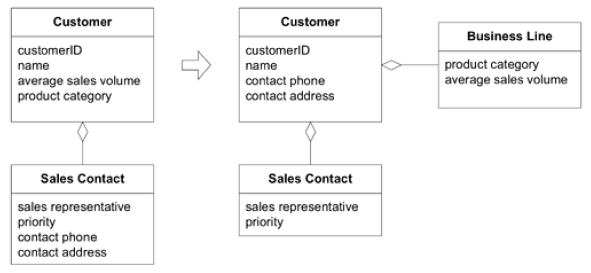 Customer
customerID
name
average sales volume
product category
Sales Contact
sales representative
priority
contact phone
contact address
Customer
customerID
name
contact phone
contact address
Sales Contact
sales representative
priority
Business Line
product category
average sales volume